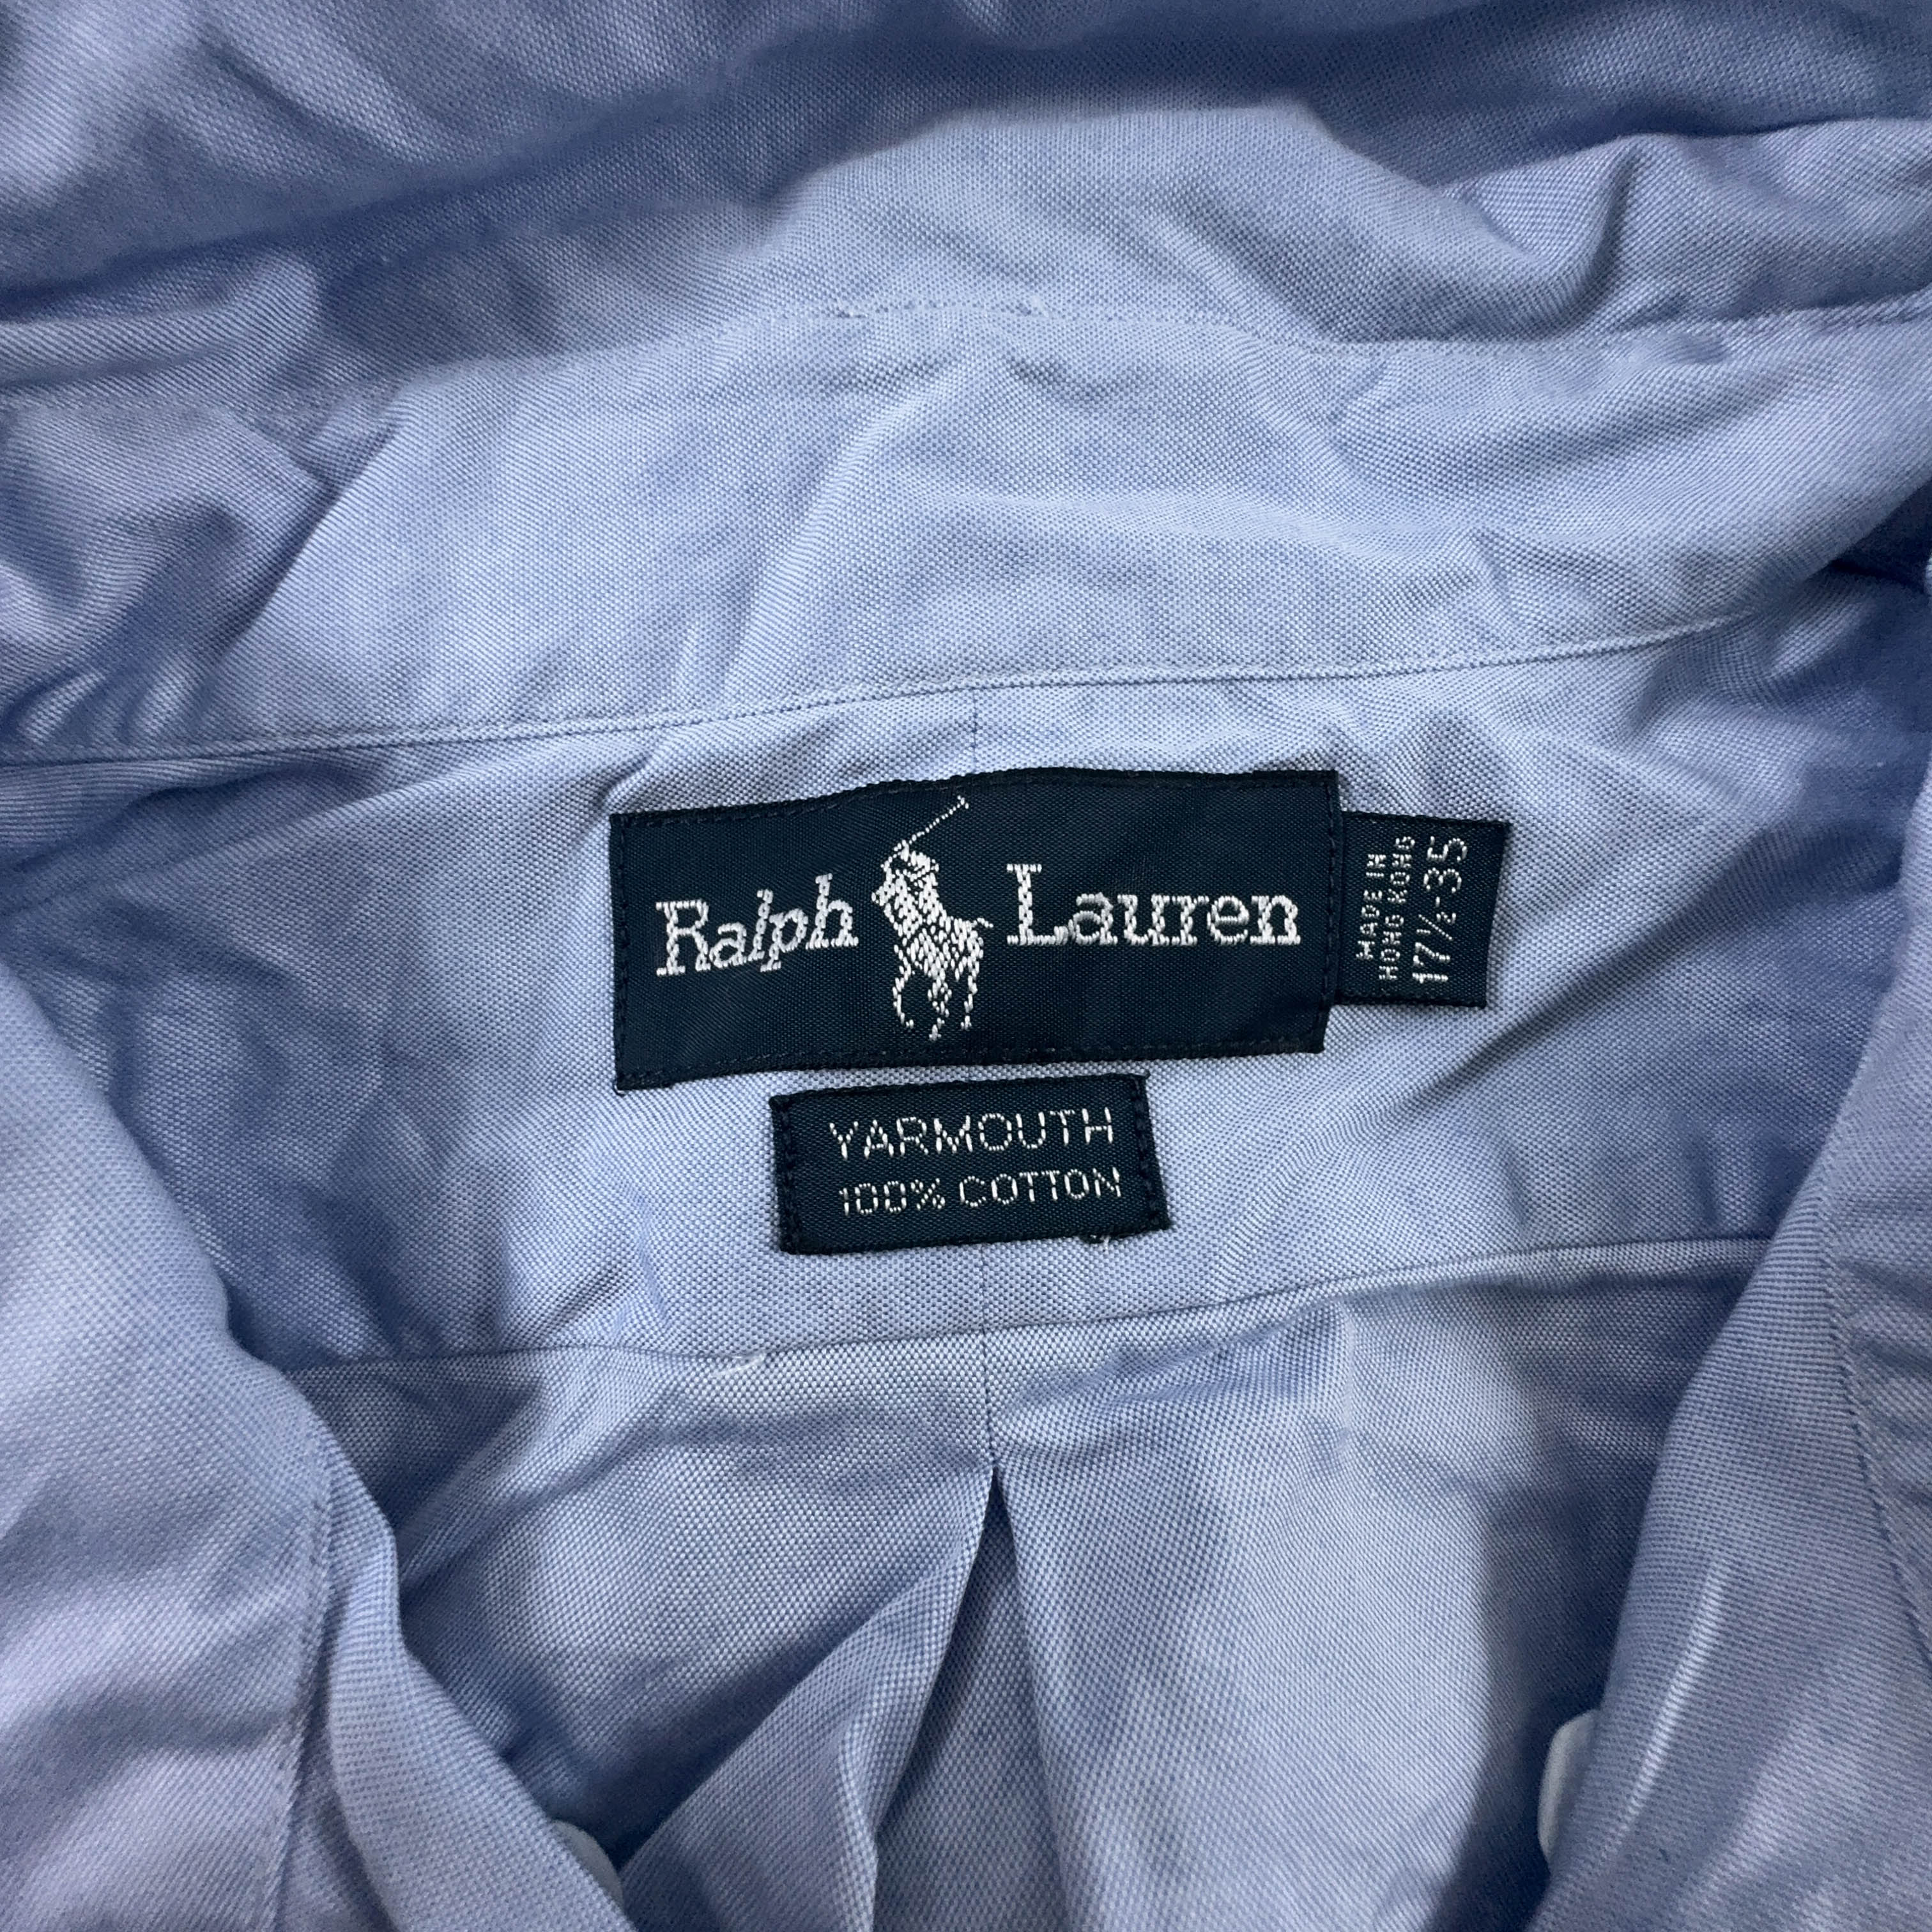 Ralph Lauren
MADE IN
HONG KONG
17½-35
YARMOUTH
100% COTTON